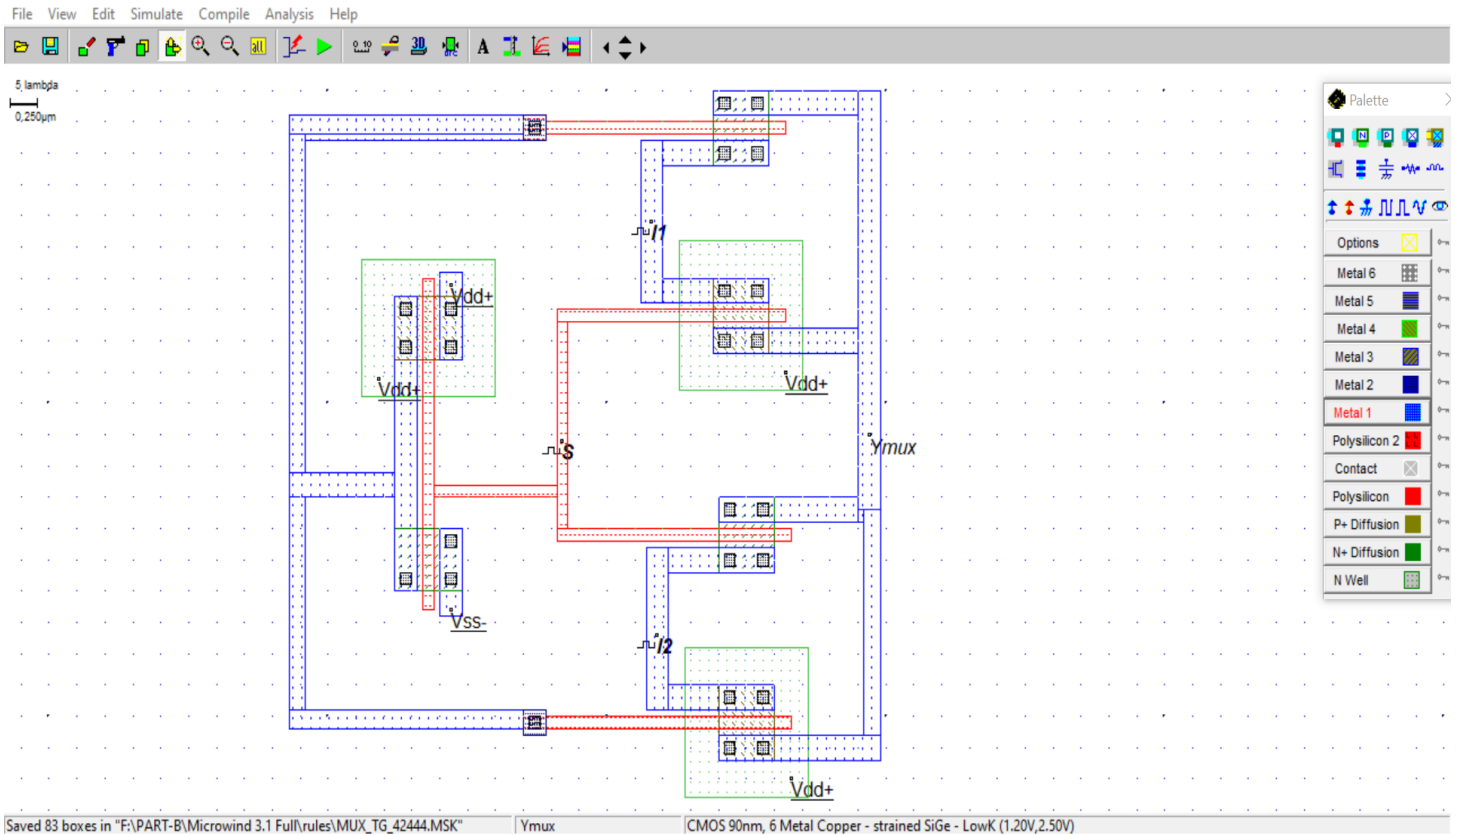 File View Edit Simulate Compile Analysis Help
5 lambda
0,250µm
Palette
Options
Metal 6
Metal 5
Metal 4
Metal 3
Metal 2
Metal 1
Polysilicon 2
Contact
Polysilicon
P+ Diffusion
N+ Diffusion
N Well
I1
Vdd+
Vdd+
Vdd+
S
Ymux
Vss-
I2
Vdd+
Saved 83 boxes in "F:\PART-B\Microwind 3.1 Full\rules\MUX_TG_42444.MSK"
Ymux
CMOS 90nm, 6 Metal Copper - strained SiGe - LowK (1.20V,2.50V)